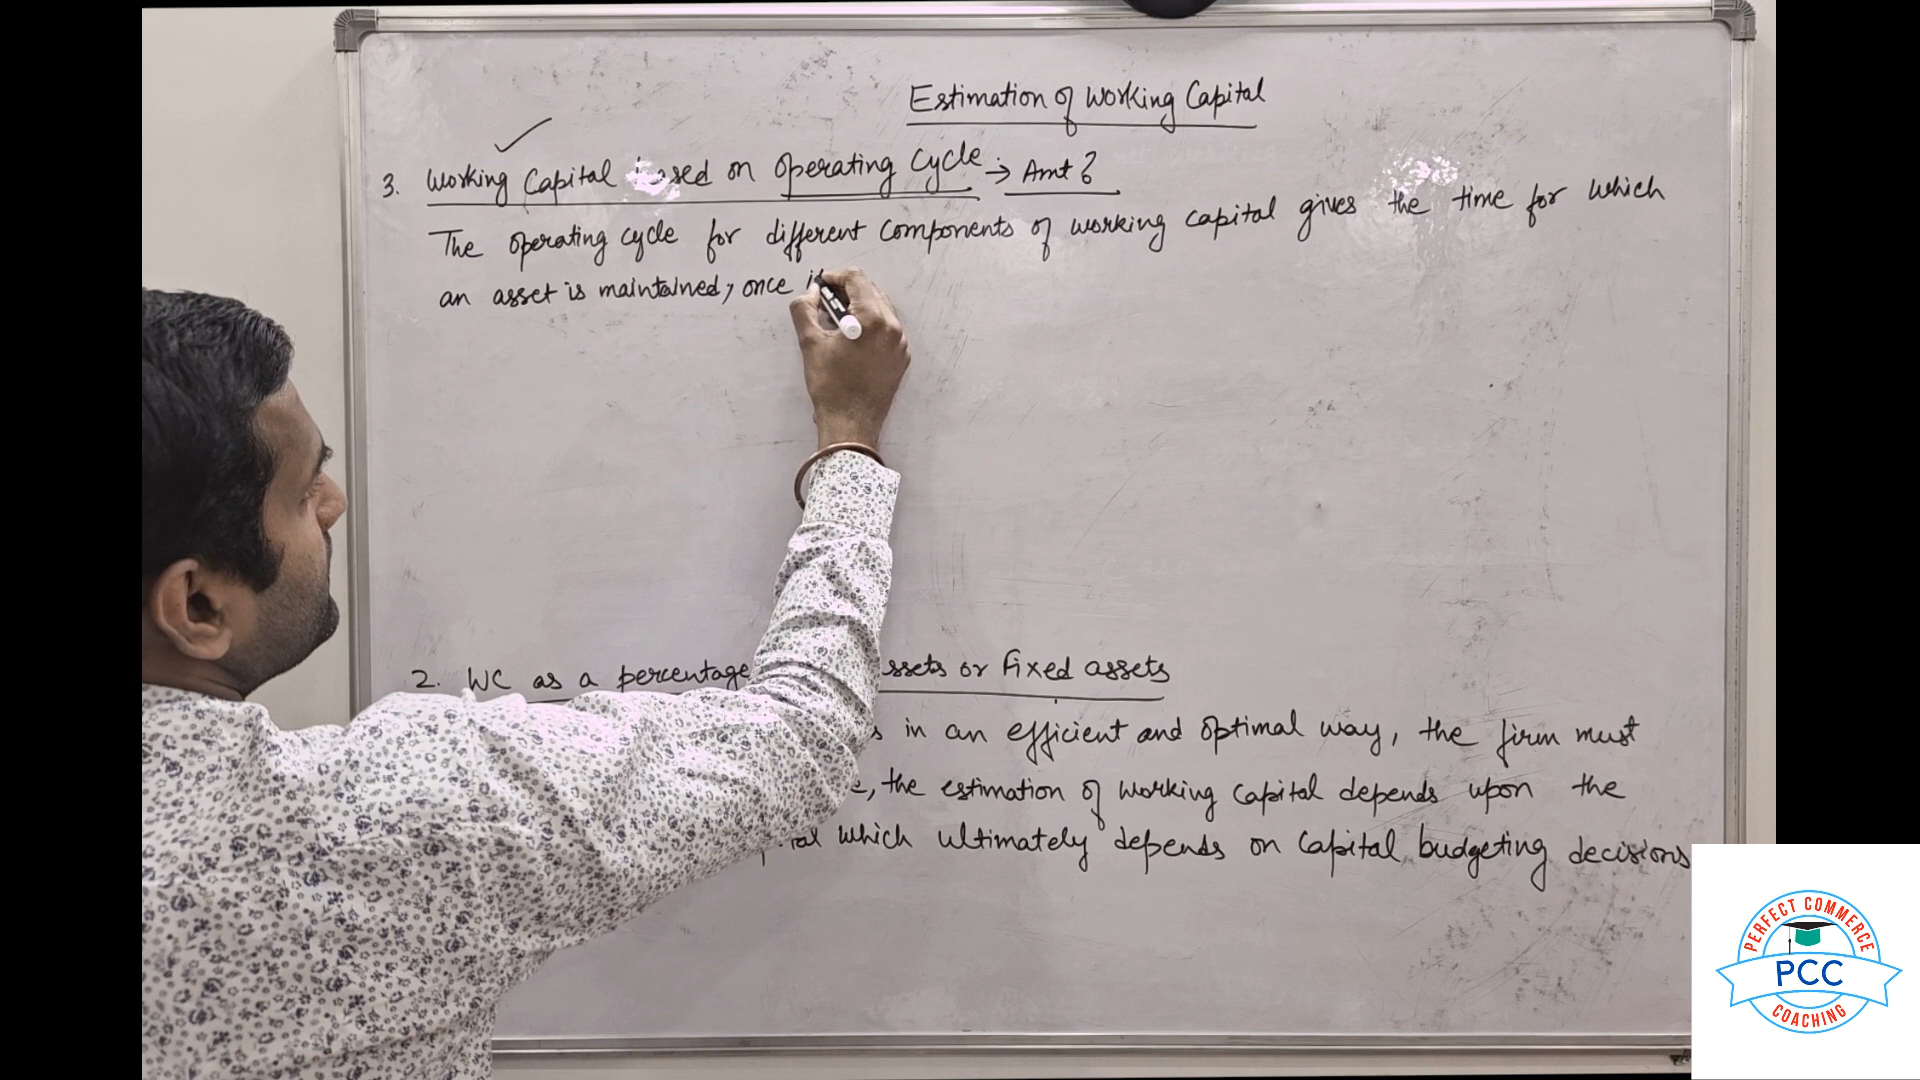 Estimation of Working Capital
3. Working Capital based on operating cycle → Amt ?
The operating cycle for different components of working capital gives the time for which
an asset is maintained, once
2. WC as a percentage assets or fixed assets
in an efficient and optimal way, the firm must
the estimation of working capital depends upon the
which ultimately depends on Capital budgeting decisions
PERFECT COMMERCE
PCC
COACHING